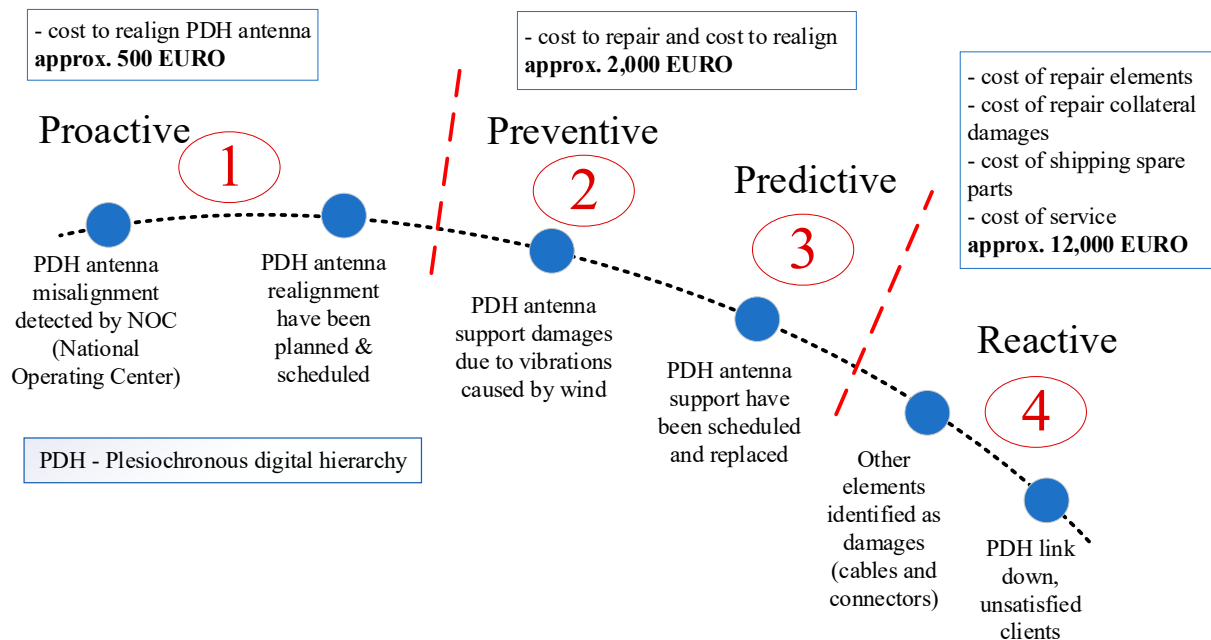 - cost to realign PDH antenna
approx. 500 EURO
- cost to repair and cost to realign
approx. 2,000 EURO
- cost of repair elements
- cost of repair collateral
damages
- cost of shipping spare
parts
- cost of service
approx. 12,000 EURO
Proactive
1
Preventive
2
Predictive
3
Reactive
4
PDH antenna
misalignment
detected by NOC
(National
Operating Center)
PDH antenna
realignment
have been
planned &
scheduled
PDH antenna
support damages
due to vibrations
caused by wind
PDH antenna
support have
been scheduled
and replaced
Other
elements
identified as
damages
(cables and
connectors)
PDH link
down,
unsatisfied
clients
PDH - Plesiochronous digital hierarchy